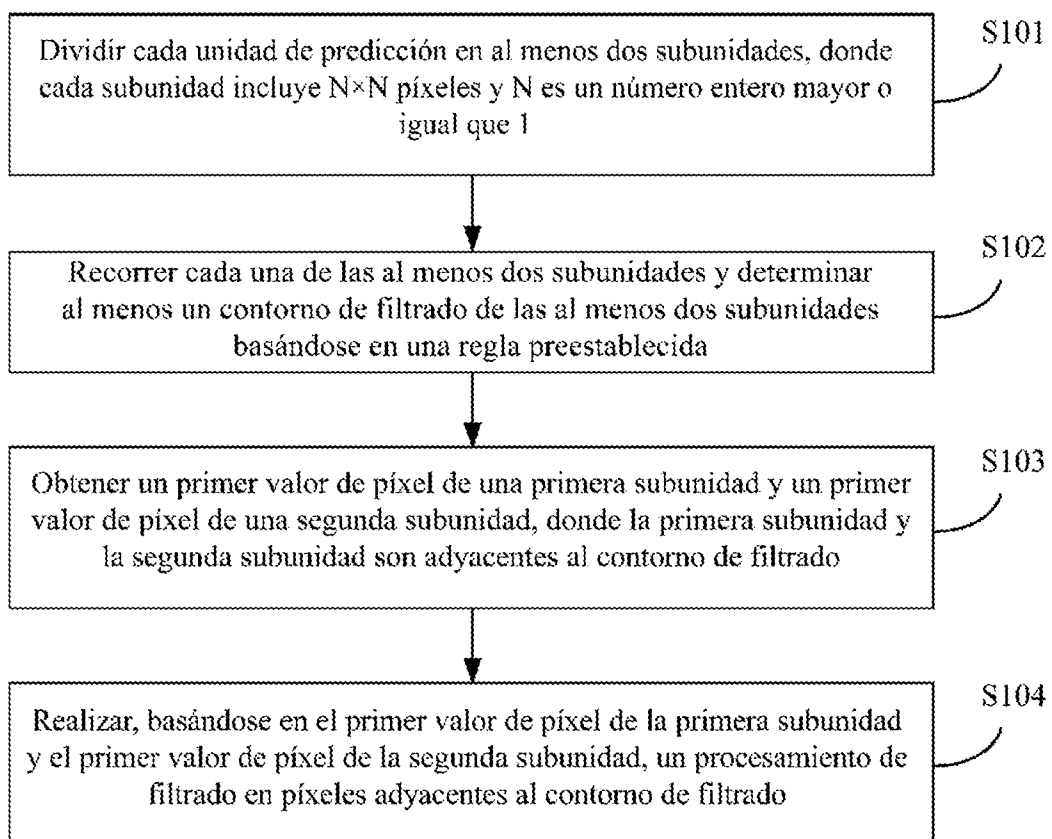 S101
Dividir cada unidad de predicción en al menos dos subunidades, donde
cada subunidad incluye N×N píxeles y N es un número entero mayor o
igual que 1
S102
Recorrer cada una de las al menos dos subunidades y determinar
al menos un contorno de filtrado de las al menos dos subunidades
basándose en una regla preestablecida
S103
Obtener un primer valor de píxel de una primera subunidad y un primer
valor de píxel de una segunda subunidad, donde la primera subunidad y
la segunda subunidad son adyacentes al contorno de filtrado
S104
Realizar, basándose en el primer valor de píxel de la primera subunidad
y el primer valor de píxel de la segunda subunidad, un procesamiento de
filtrado en píxeles adyacentes al contorno de filtrado